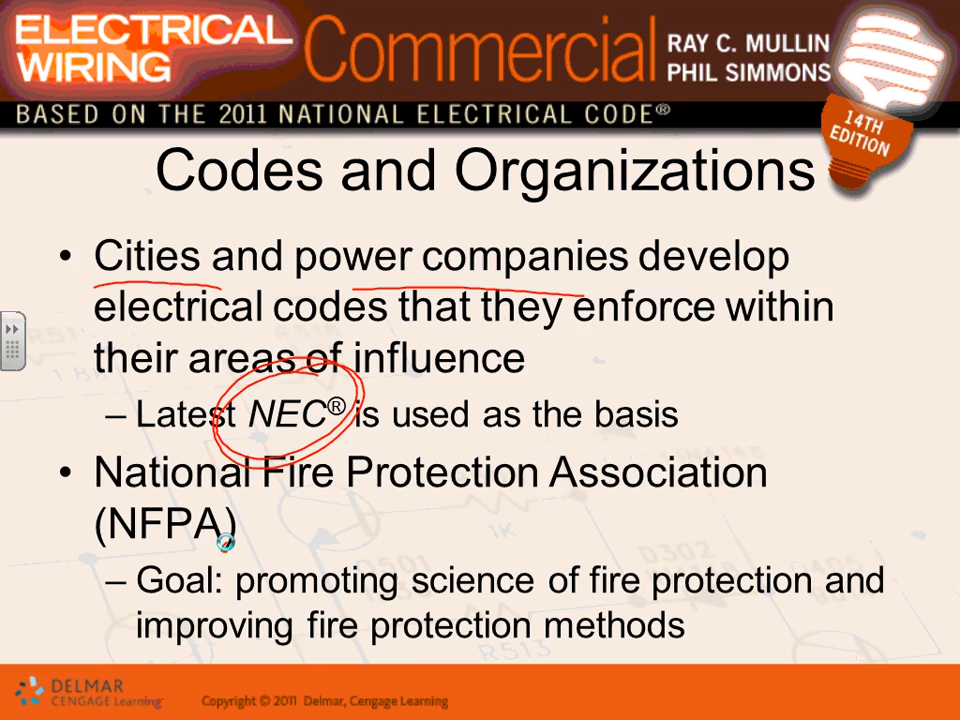 ELECTRICAL
WIRING
Commercial
RAY C. MULLIN
PHIL SIMMONS
BASED ON THE 2011 NATIONAL ELECTRICAL CODE®
14TH
EDITION
Codes and Organizations
• Cities and power companies develop
electrical codes that they enforce within
their areas of influence
– Latest NEC® is used as the basis
• National Fire Protection Association
(NFPA)
– Goal: promoting science of fire protection and
improving fire protection methods
1K
D302
R513
DELMAR
CENGAGE Learning
Copyright © 2011 Delmar, Cengage Learning